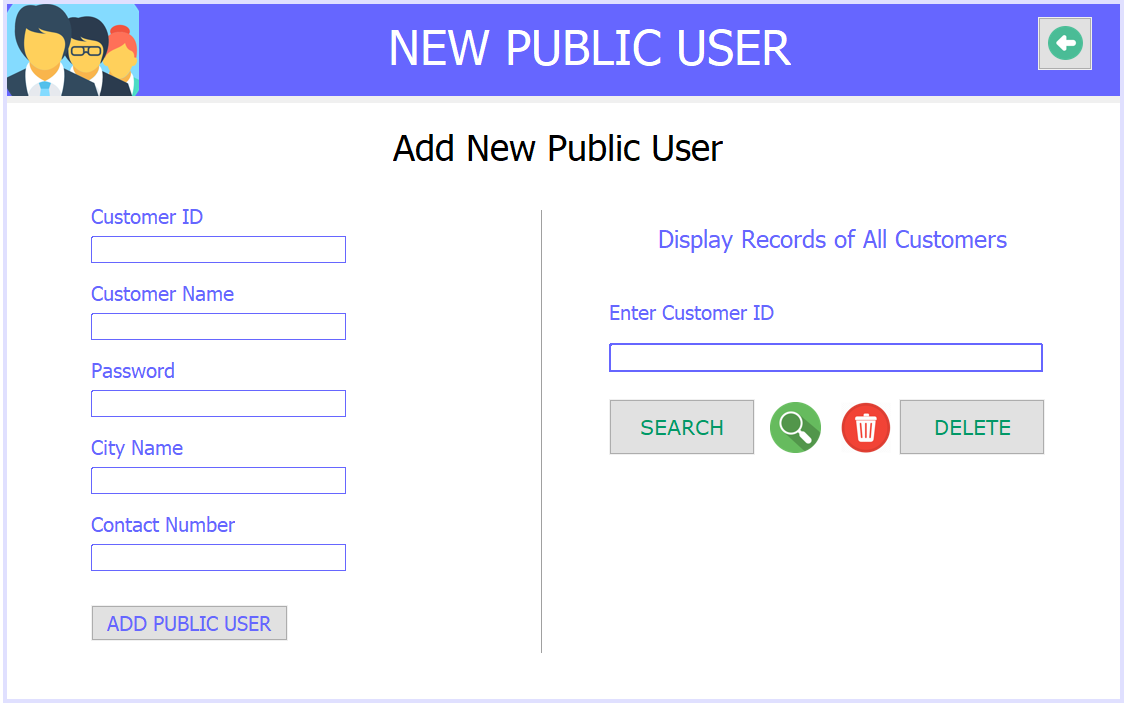 NEW PUBLIC USER
Add New Public User
Customer ID
Customer Name
Password
City Name
Contact Number
ADD PUBLIC USER
Display Records of All Customers
Enter Customer ID
SEARCH
DELETE